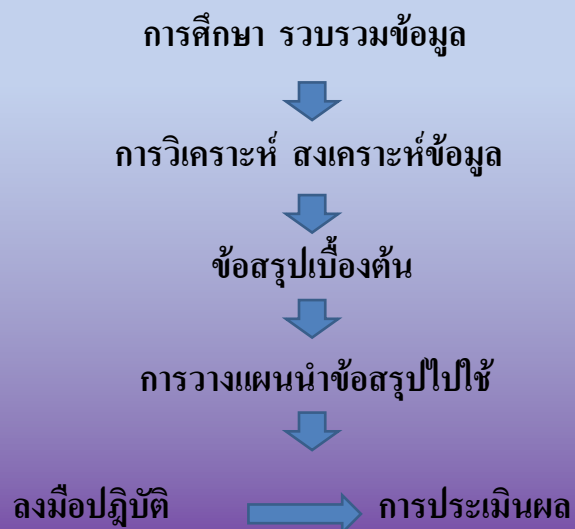 การศึกษา รวบรวมข้อมูล
การวิเคราะห์ สงเคราะห์ข้อมูล
ข้อสรุปเบื้องต้น
การวางแผนนำข้อสรุปไปใช้
ลงมือปฎิบัติ การประเมินผล